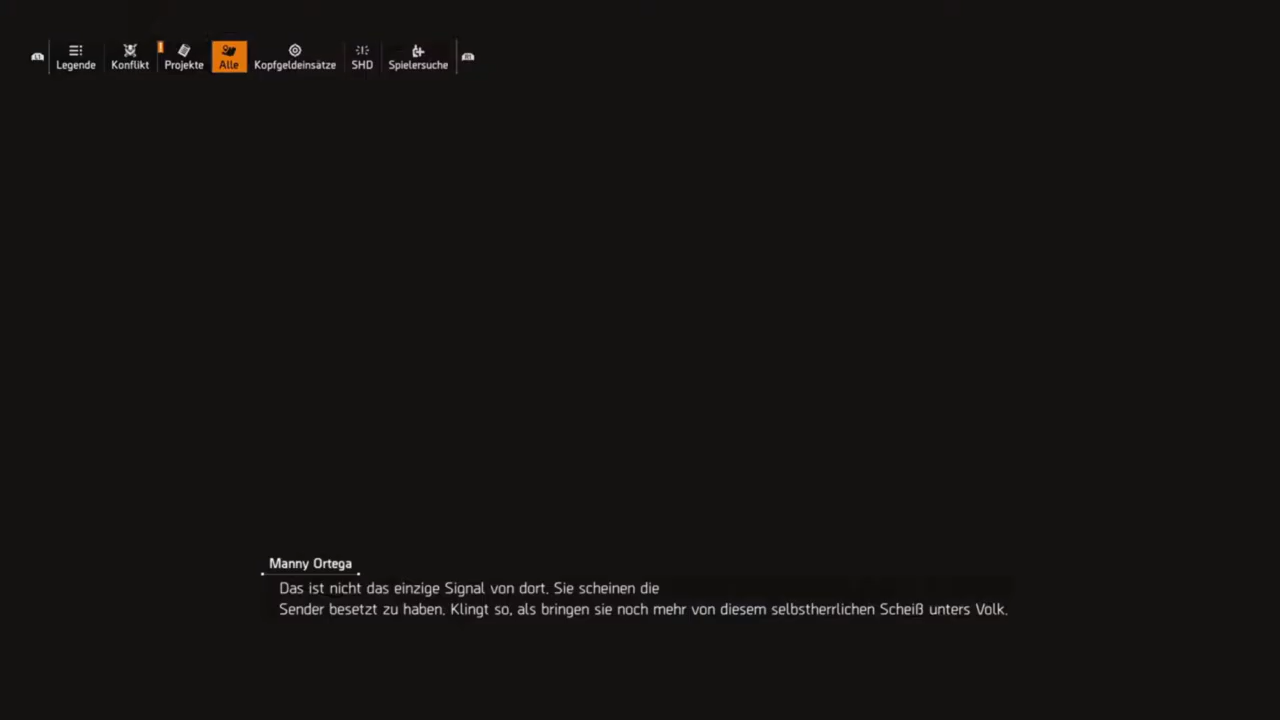 Legende Konflikt Projekte Alle Kopfgeldeinsätze SHD Spielersuche
Manny Ortega
Das ist nicht das einzige Signal von dort. Sie scheinen die
Sender besetzt zu haben. Klingt so, als bringen sie noch mehr von diesem selbstherrlichen Scheiß unters Volk.